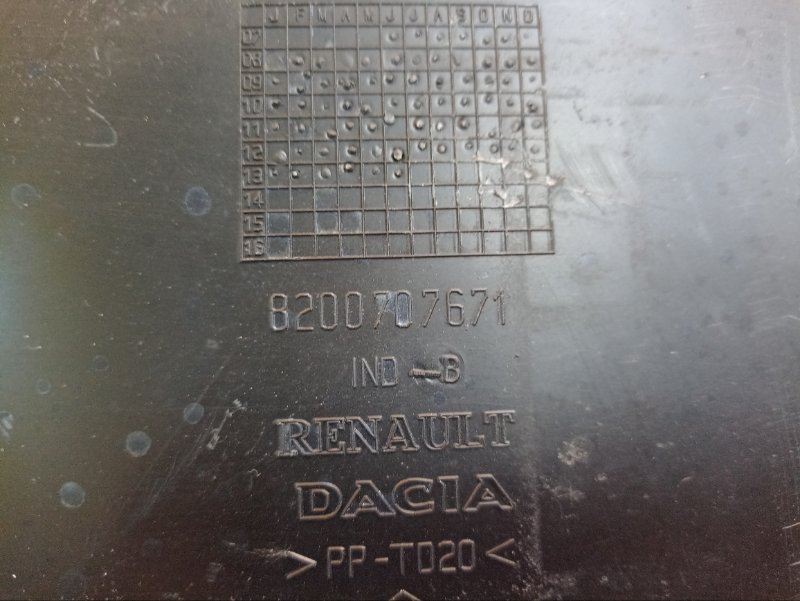 J F M A M J J A S O N D
07
08
09
10
11
12
13
14
15
16
8200707671
IND B
RENAULT
DACIA
>PP-TD20<